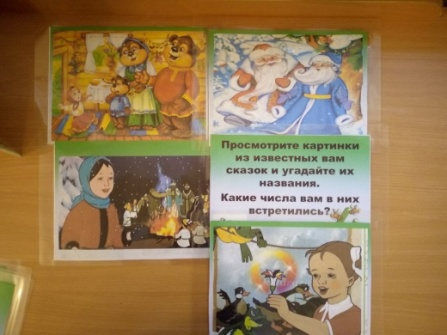 Просмотрите картинки
из известных вам
сказок и угадайте их
названия.
Какие числа вам в них
встретились?